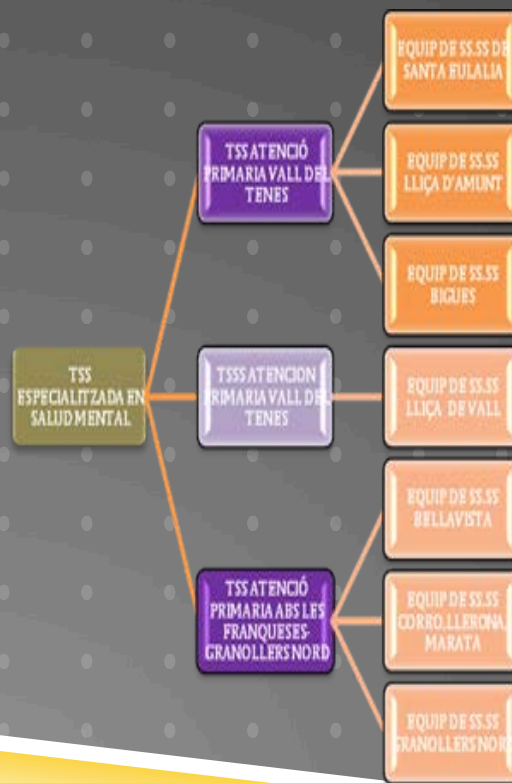 EQUIP DE SS.SS DE
SANTA EULALIA
TSS ATENCIÓ
PRIMARIA VALL DEL
TENES
EQUIP DE SS.SS
LLIÇA D'AMUNT
EQUIP DE SS.SS
BIGUES
TSS
ESPECIALITZADA EN
SALUD MENTAL
TSSS ATENCION
PRIMARIA VALL DEL
TENES
EQUIP DE SS.SS
LLIÇA DE VALL
EQUIP DE SS.SS
BELLAVISTA
TSS ATENCIÓ
PRIMARIA ABS LES
FRANQUESES-
GRANOLLERS NORD
EQUIP DE SS.SS
CORRO,LLERONA,
MARATA
EQUIP DE SS.SS
GRANOLLERS NORD